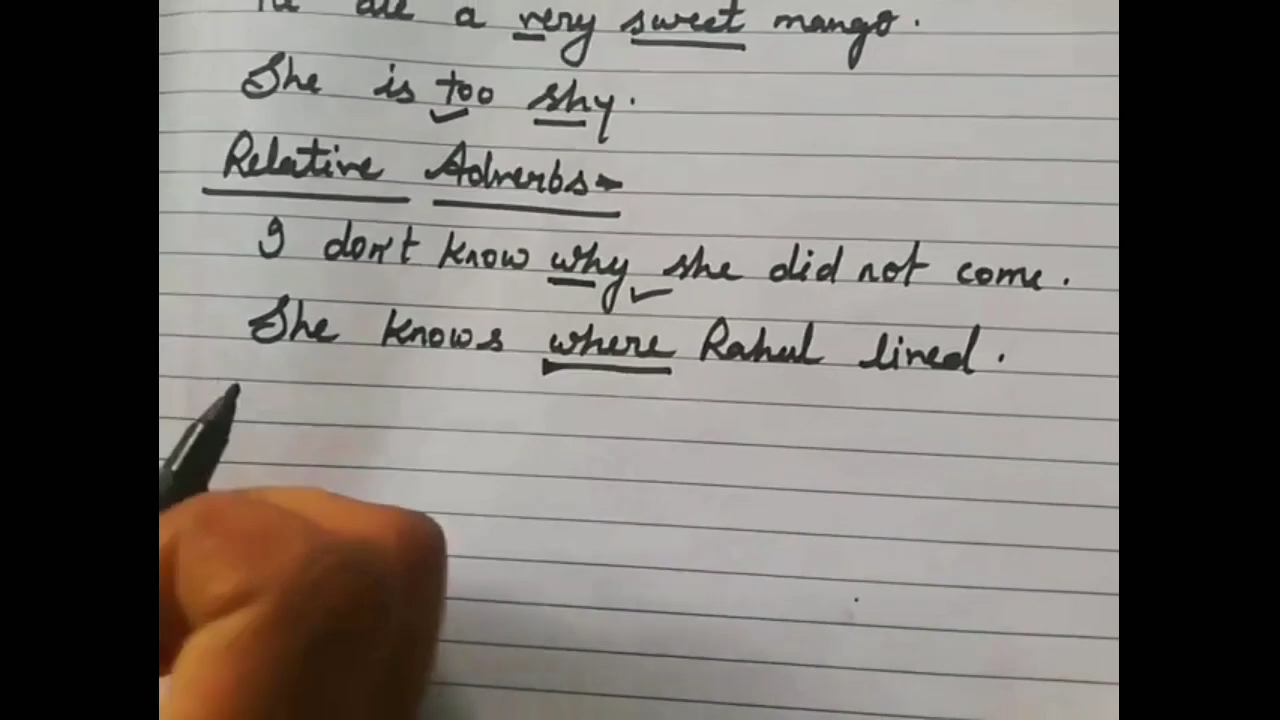 a very sweet mango.
She is too shy.
Relative Adverbs-
I don't know why she did not come.
She knows where Rahul lived.